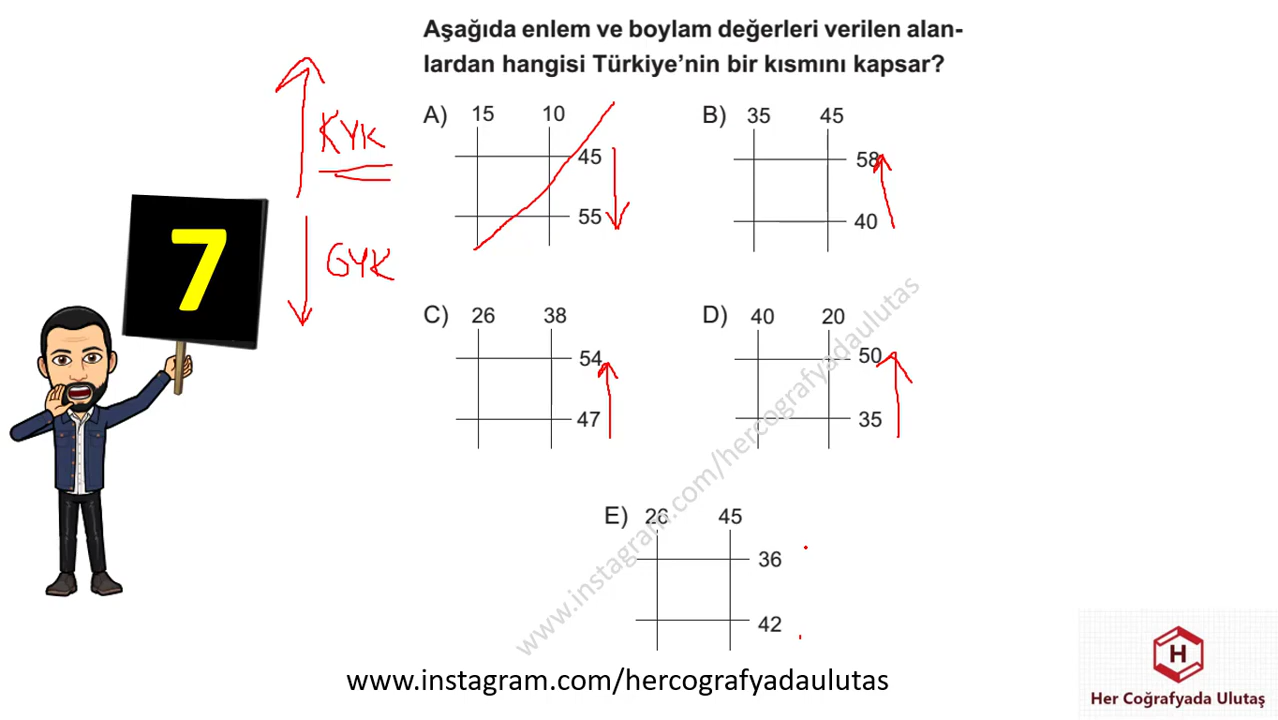 Aşağıda enlem ve boylam değerleri verilen alan-
lardan hangisi Türkiye'nin bir kısmını kapsar?
KYK
7
GYK
A) 15 10
45
55
B) 35 45
58
40
C) 26 38
54
47
D) 40 20
50
35
E) 26 45
36
42
www.instagram.com/hercografyadaulutas
www.instagram.com/hercografyadaulutas
H
Her Coğrafyada Ulutaş